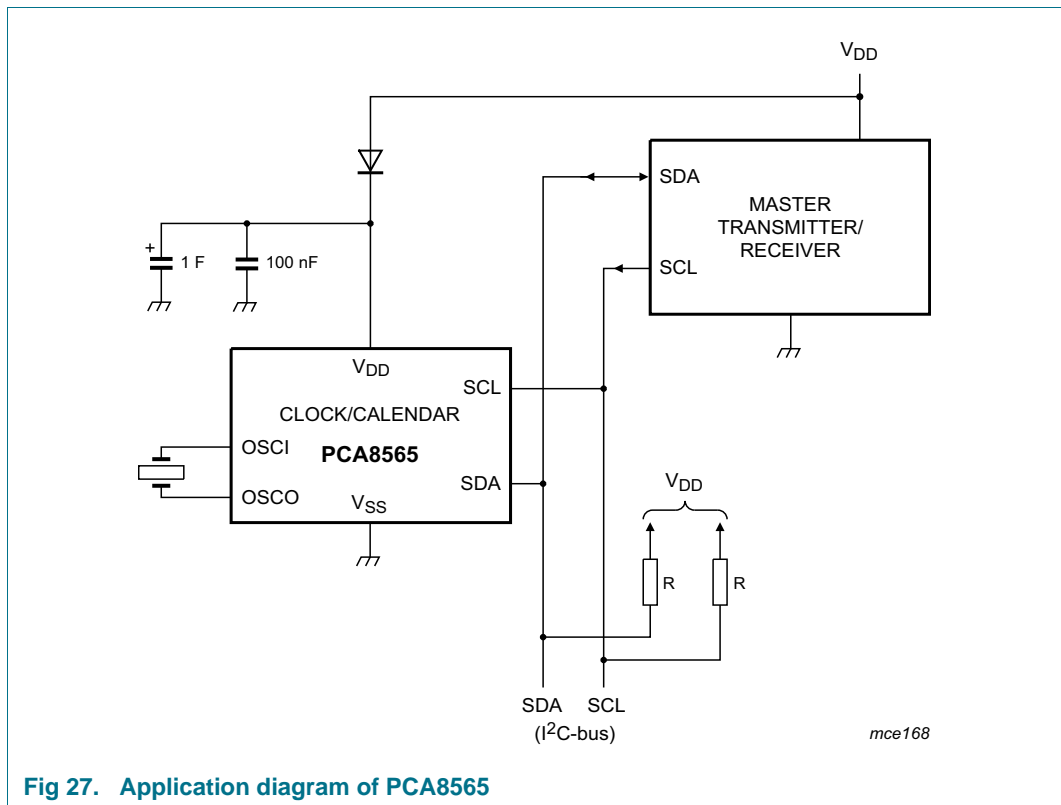 VDD
SDA
MASTER
TRANSMITTER/
RECEIVER
SCL
+
1 F
100 nF
VDD
SCL
CLOCK/CALENDAR
OSCI
PCA8565
SDA
OSCO
VSS
VDD
R
R
SDA SCL
(I²C-bus)
mce168
Fig 27. Application diagram of PCA8565